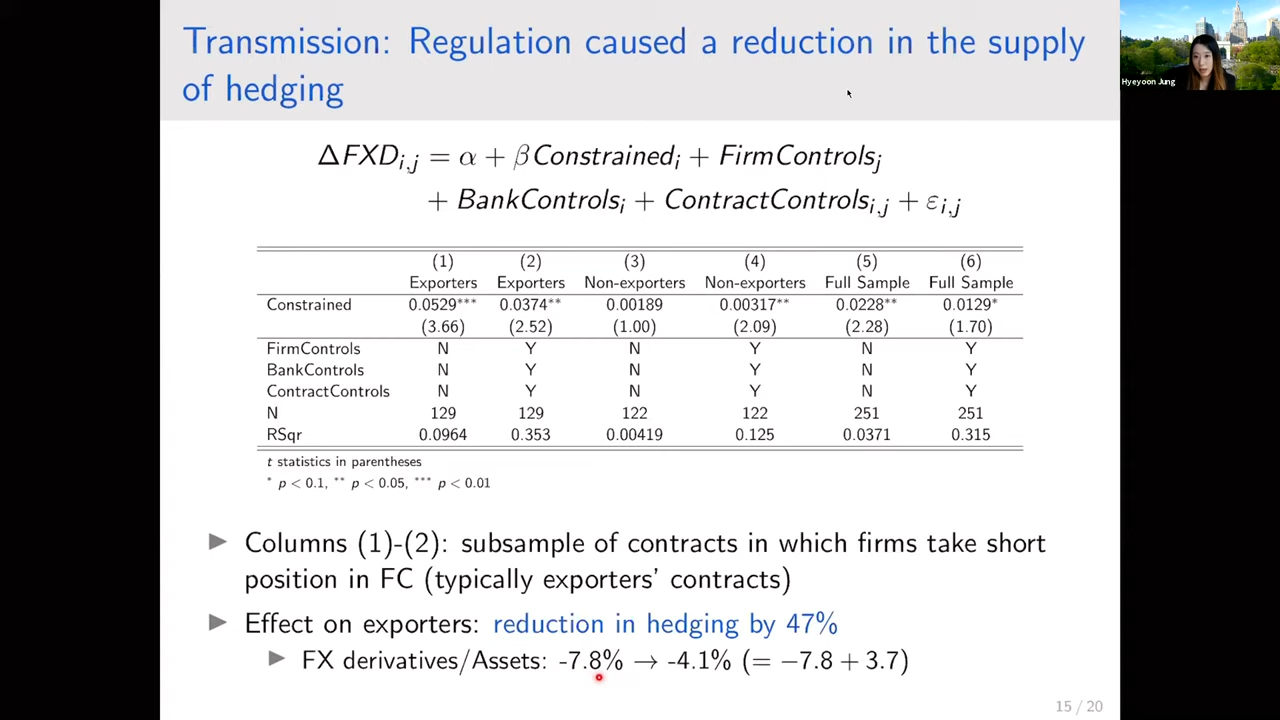 Transmission: Regulation caused a reduction in the supply
of hedging
Hyeyoon Jung
ΔFXD_{i,j} = α + βConstrained_i + FirmControls_j
+ BankControls_i + ContractControls_{i,j} + ε_{i,j}
(1) (2) (3) (4) (5) (6)
Exporters Exporters Non-exporters Non-exporters Full Sample Full Sample
Constrained 0.0529*** 0.0374** 0.00189 0.00317** 0.0228** 0.0129*
(3.66) (2.52) (1.00) (2.09) (2.28) (1.70)
FirmControls N Y N Y N Y
BankControls N Y N Y N Y
ContractControls N Y N Y N Y
N 129 129 122 122 251 251
RSqr 0.0964 0.353 0.00419 0.125 0.0371 0.315
t statistics in parentheses
* p < 0.1, ** p < 0.05, *** p < 0.01
Columns (1)-(2): subsample of contracts in which firms take short
position in FC (typically exporters' contracts)
Effect on exporters: reduction in hedging by 47%
FX derivatives/Assets: -7.8% → -4.1% (= −7.8 + 3.7)
15 / 20